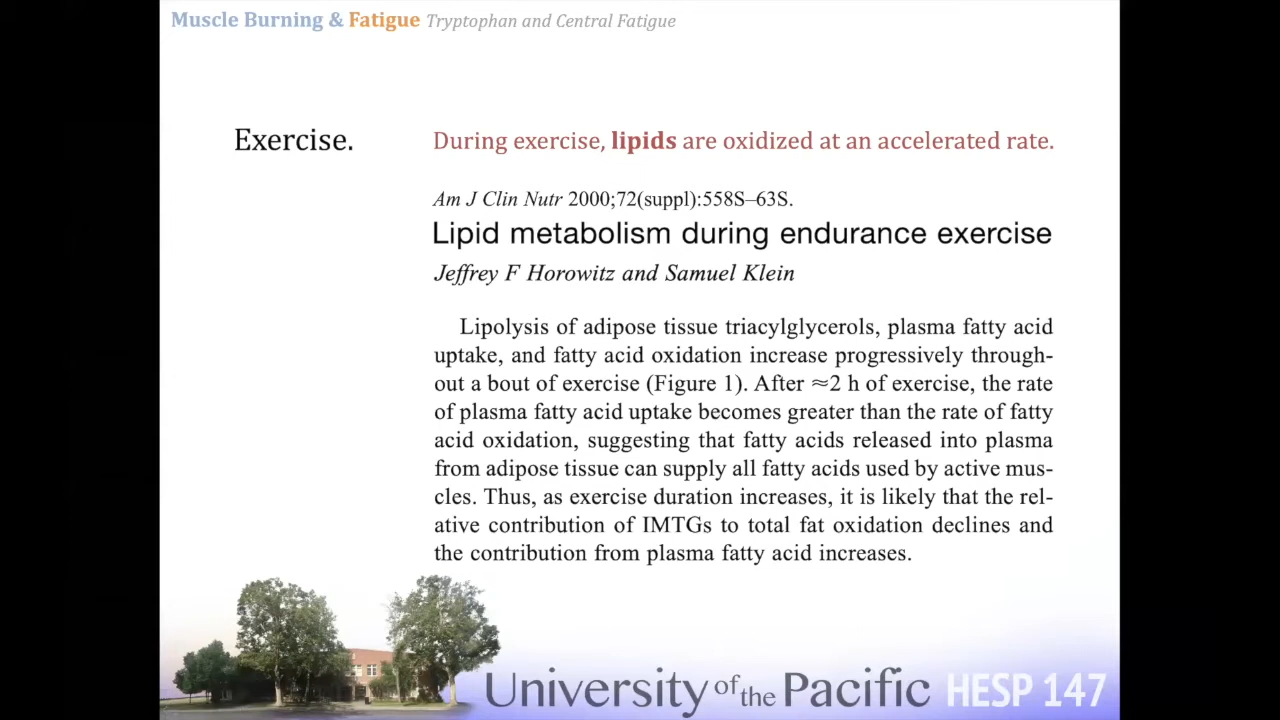 Muscle Burning & Fatigue Tryptophan and Central Fatigue
Exercise.
During exercise, lipids are oxidized at an accelerated rate.
Am J Clin Nutr 2000;72(suppl):558S–63S.
Lipid metabolism during endurance exercise
Jeffrey F Horowitz and Samuel Klein
Lipolysis of adipose tissue triacylglycerols, plasma fatty acid
uptake, and fatty acid oxidation increase progressively through-
out a bout of exercise (Figure 1). After ≈2 h of exercise, the rate
of plasma fatty acid uptake becomes greater than the rate of fatty
acid oxidation, suggesting that fatty acids released into plasma
from adipose tissue can supply all fatty acids used by active mus-
cles. Thus, as exercise duration increases, it is likely that the rel-
ative contribution of IMTGs to total fat oxidation declines and
the contribution from plasma fatty acid increases.
University of the Pacific HESP 147